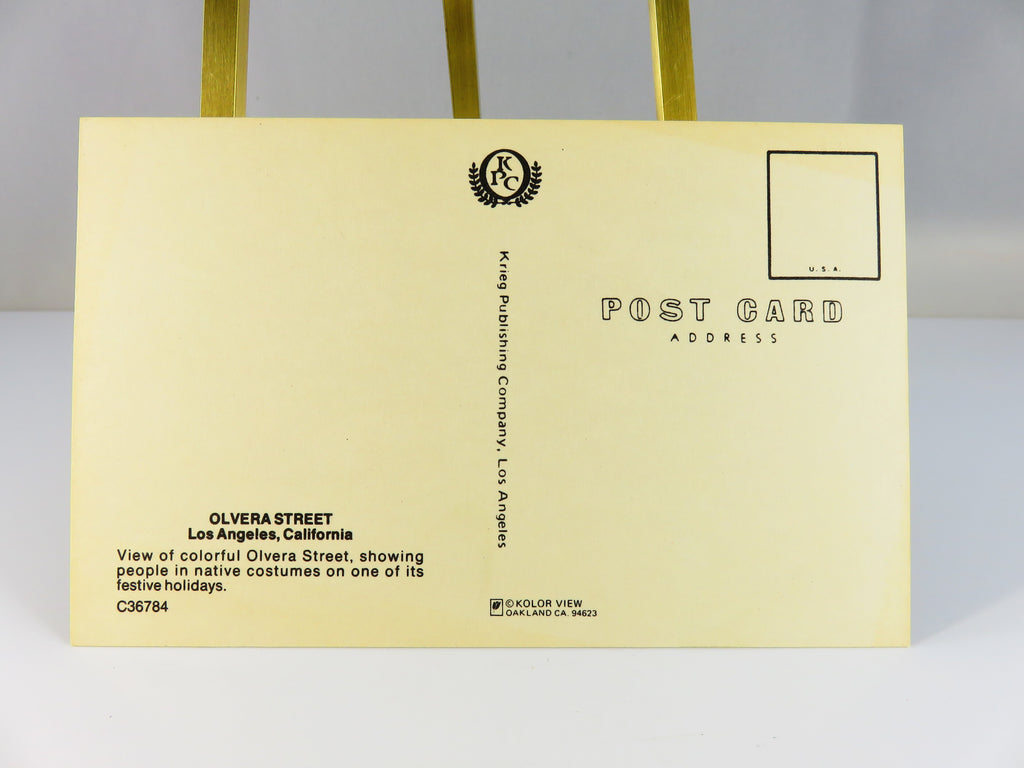 K
P C
U. S. A.
POST CARD
ADDRESS
Krieg Publishing Company, Los Angeles
OLVERA STREET
Los Angeles, California
View of colorful Olvera Street, showing
people in native costumes on one of its
festive holidays.
C36784
© KOLOR VIEW
OAKLAND CA. 94623